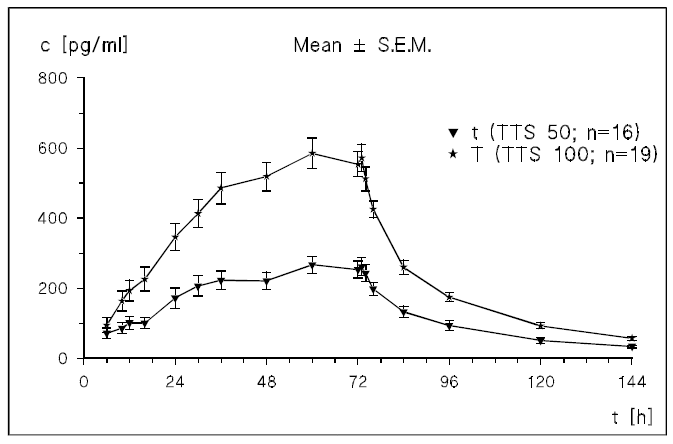 c [pg/ml]
Mean ± S.E.M.
800
600
400
200
0
t (TTS 50; n=16)
T (TTS 100; n=19)
0 24 48 72 96 120 144
t [h]